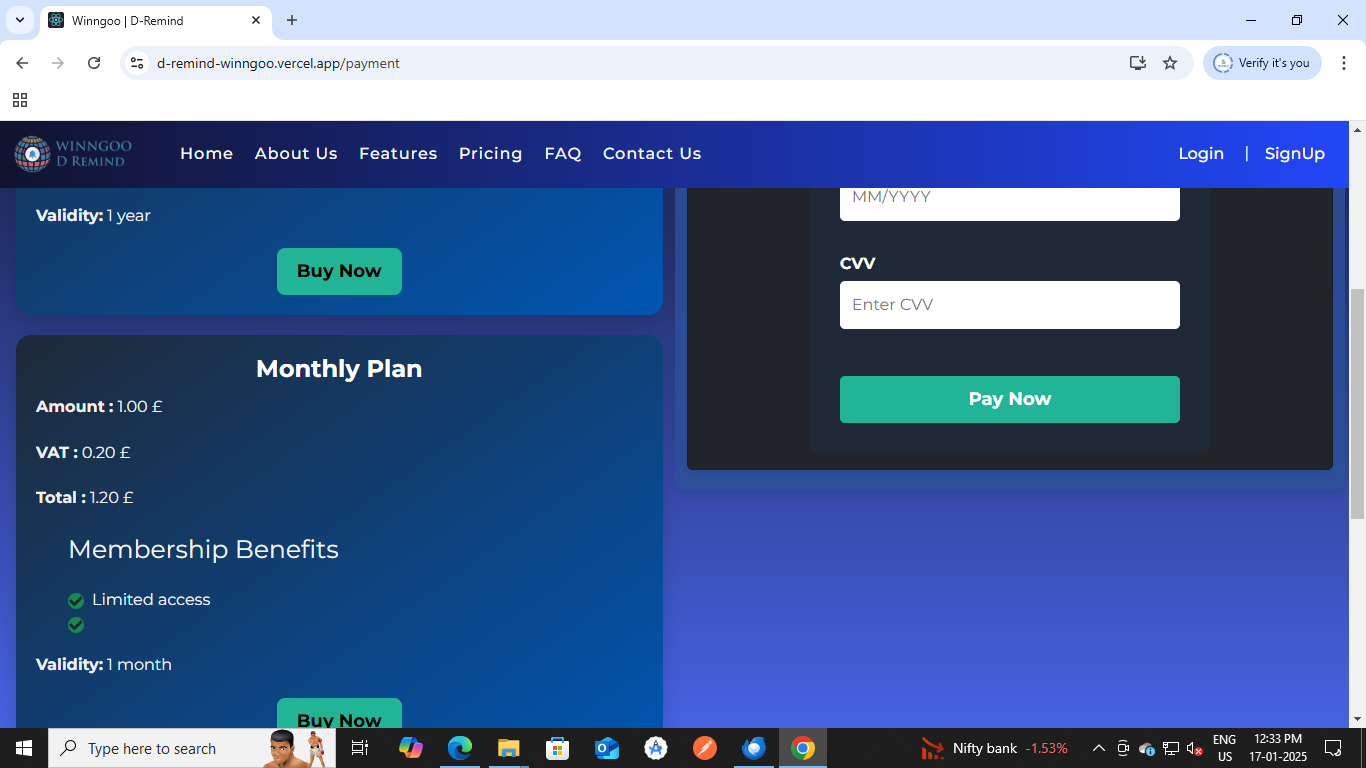 Winngoo | D-Remind
d-remind-winngoo.vercel.app/payment
Verify it's you
WINNGOO
D REMIND
Home
About Us
Features
Pricing
FAQ
Contact Us
Login
|
SignUp
Validity: 1 year
Buy Now
Monthly Plan
Amount : 1.00 £
VAT : 0.20 £
Total : 1.20 £
Membership Benefits
Limited access
Validity: 1 month
Buy Now
MM/YYYY
CVV
Enter CVV
Pay Now
Type here to search
Nifty bank -1.53%
ENG
US
12:33 PM
17-01-2025